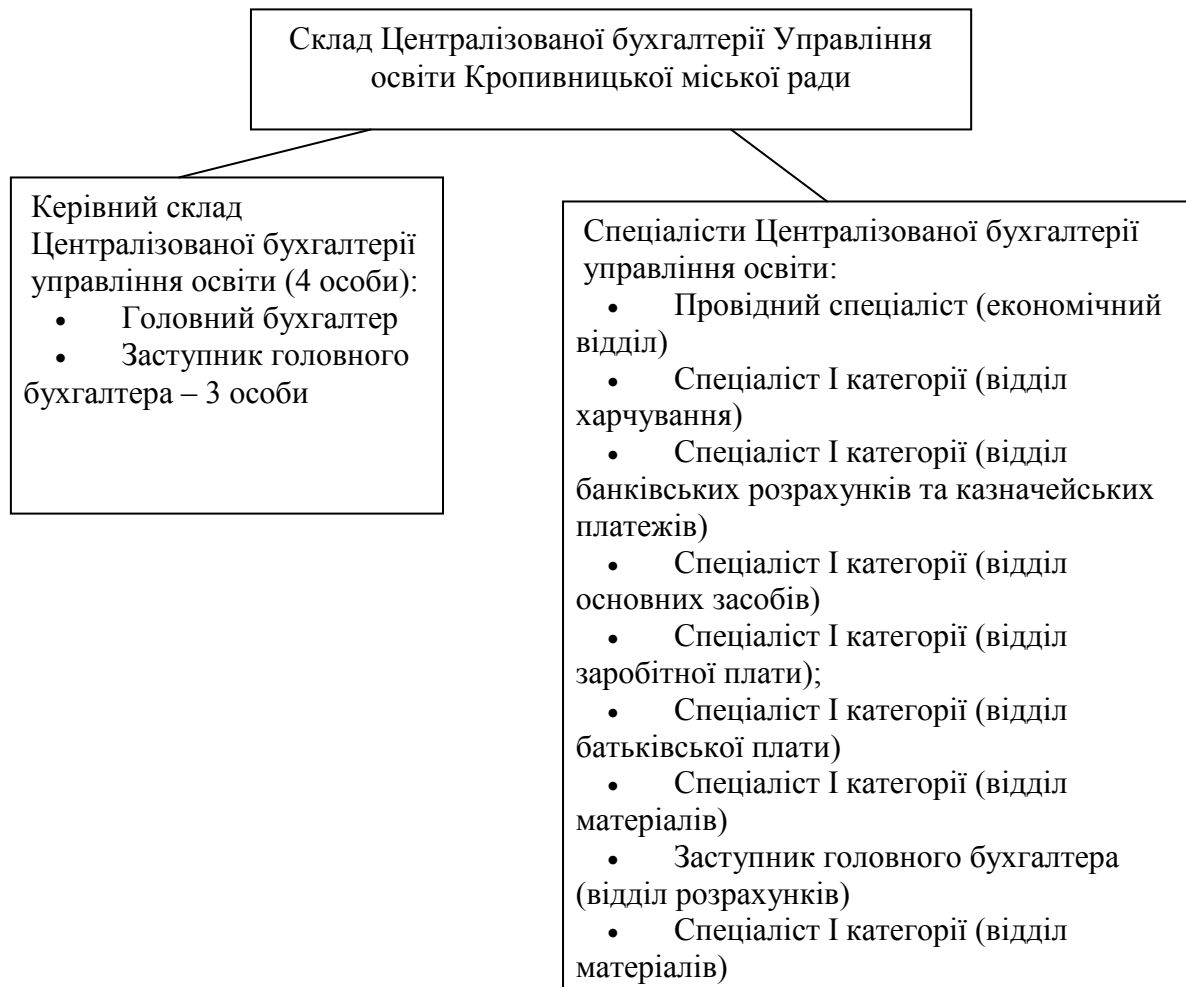 Склад Централізованої бухгалтерії Управління
освіти Кропивницької міської ради
Керівний склад
Централізованої бухгалтерії
управління освіти (4 особи):
• Головний бухгалтер
• Заступник головного
бухгалтера – 3 особи
Спеціалісти Централізованої бухгалтерії
управління освіти:
• Провідний спеціаліст (економічний
відділ)
• Спеціаліст І категорії (відділ
харчування)
• Спеціаліст І категорії (відділ
банківських розрахунків та казначейських
платежів)
• Спеціаліст І категорії (відділ
основних засобів)
• Спеціаліст І категорії (відділ
заробітної плати);
• Спеціаліст І категорії (відділ
батьківської плати)
• Спеціаліст І категорії (відділ
матеріалів)
• Заступник головного бухгалтера
(відділ розрахунків)
• Спеціаліст І категорії (відділ
матеріалів)